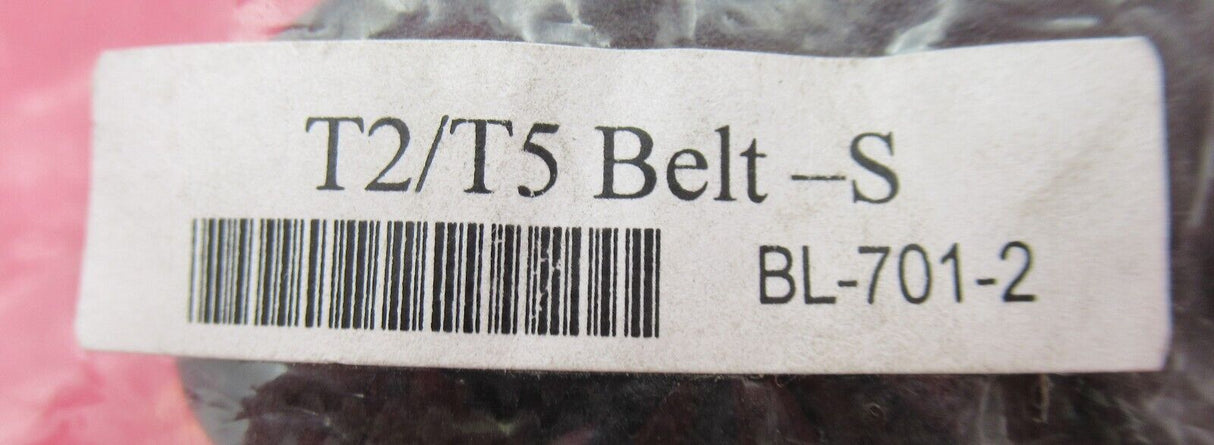 T2/T5 Belt –S
BL-701-2